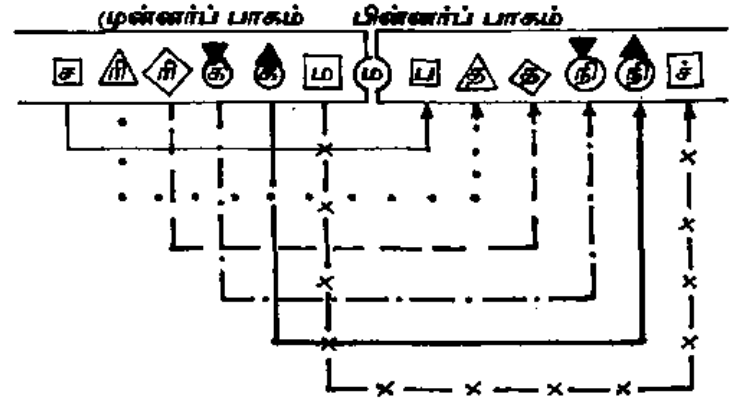 முன்னர்ப் பாகம் பின்னர்ப் பாகம்
ச ரி ரி க க ம ம ப த த நி நி ச்